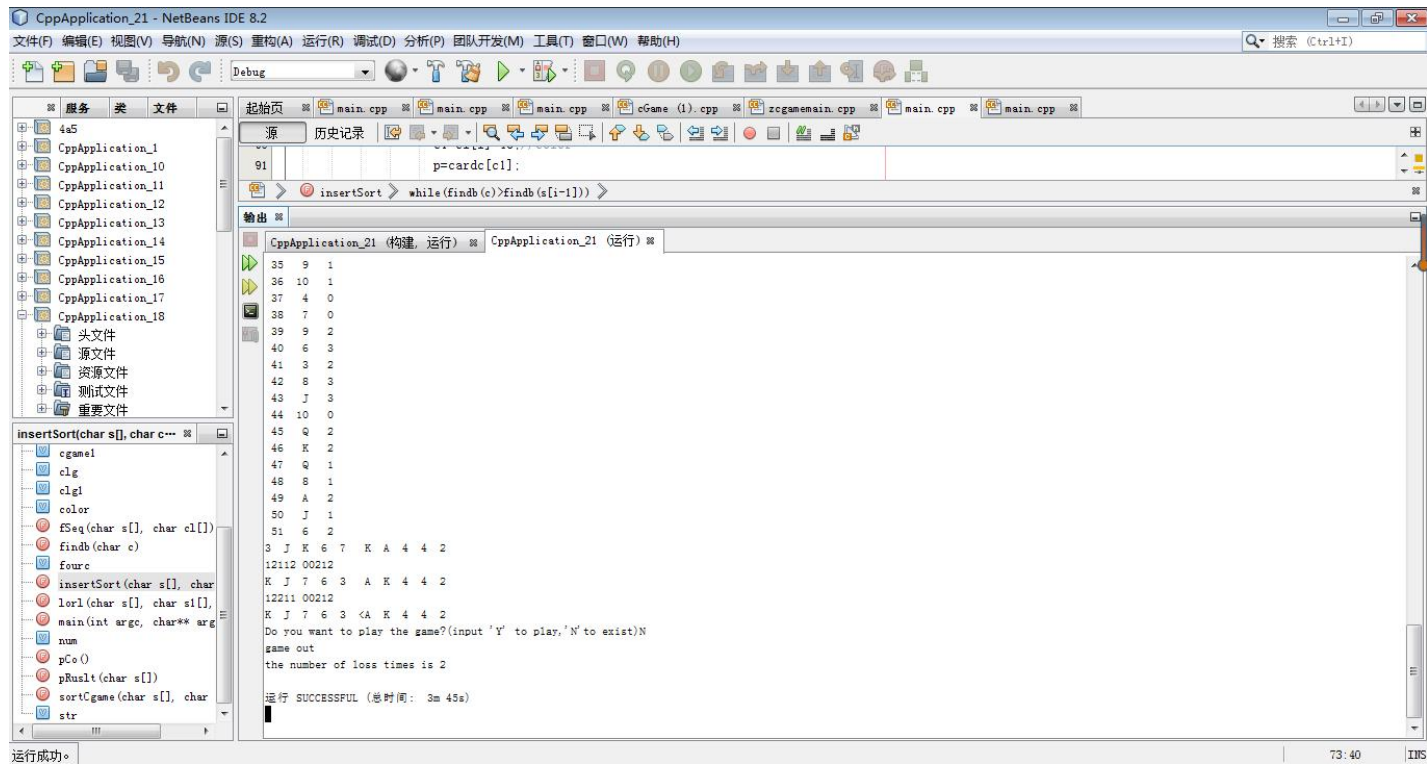 CppApplication_21 - NetBeans IDE 8.2
文件(F) 编辑(E) 视图(V) 导航(N) 源(S) 重构(A) 运行(R) 调试(D) 分析(P) 团队开发(M) 工具(T) 窗口(W) 帮助(H)
搜索 (Ctrl+I)
Debug
服务 类 文件
起始页 main.cpp main.cpp main.cpp cGame (1).cpp zcgamemain.cpp main.cpp main.cpp
源 历史记录
4a5
CppApplication_1
CppApplication_10
CppApplication_11
CppApplication_12
CppApplication_13
CppApplication_14
CppApplication_15
CppApplication_16
CppApplication_17
CppApplication_18
头文件
源文件
资源文件
测试文件
重要文件
insertSort(char s[], char c...
cgame1
clg
clg1
color
fSeq(char s[], char cl[])
findb(char c)
fourc
insertSort(char s[], char
lorl(char s[], char s1[],
main(int argc, char** arg
num
pCo()
pRuslt(char s[])
sortCgame(char s[], char
str
91 p=cardc[c1];
insertSort while(findb(c)>findb(s[i-1]))
输出
CppApplication_21 (构建, 运行) CppApplication_21 (运行)
35 9 1
36 10 1
37 4 0
38 7 0
39 9 2
40 6 3
41 3 2
42 8 3
43 J 3
44 10 0
45 Q 2
46 K 2
47 Q 1
48 8 1
49 A 2
50 J 1
51 6 2
3 J K 6 7 K A 4 4 2
12112 00212
K J 7 6 3 A K 4 4 2
12211 00212
K J 7 6 3 <A K 4 4 2
Do you want to play the game?(input 'Y' to play,'N'to exist)N
game out
the number of loss times is 2
运行 SUCCESSFUL (总时间: 3m 45s)
运行成功。
73:40 INS